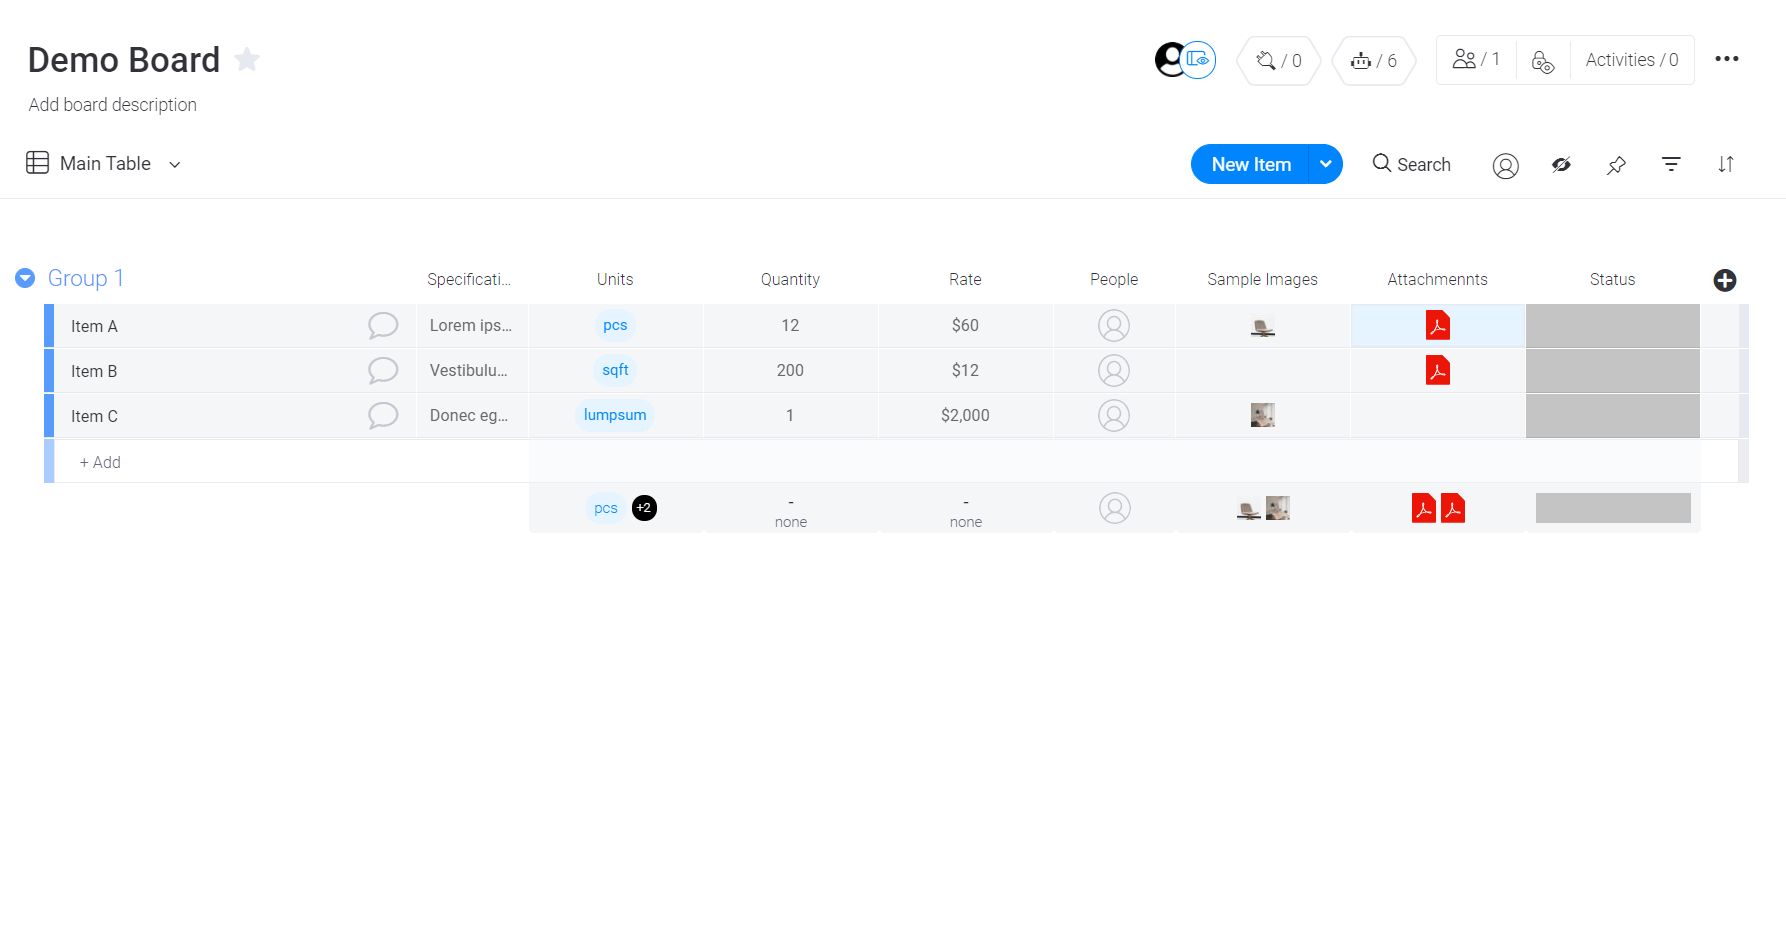 Demo Board
/ 0
/ 6
/ 1
Activities / 0
Add board description
Main Table
New Item
Search
Group 1
Specificati...
Units
Quantity
Rate
People
Sample Images
Attachmennts
Status
Item A
Lorem ips...
pcs
12
$60
Item B
Vestibulu...
sqft
200
$12
Item C
Donec eg...
lumpsum
1
$2,000
+ Add
pcs
+2
-
none
-
none